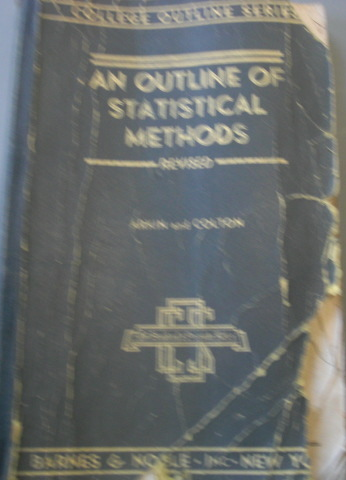 A COLLEGE OUTLINE SERIES
AN OUTLINE OF
STATISTICAL
METHODS
REVISED
ARKIN and COLTON
BARNES & NOBLE - INC - NEW YO